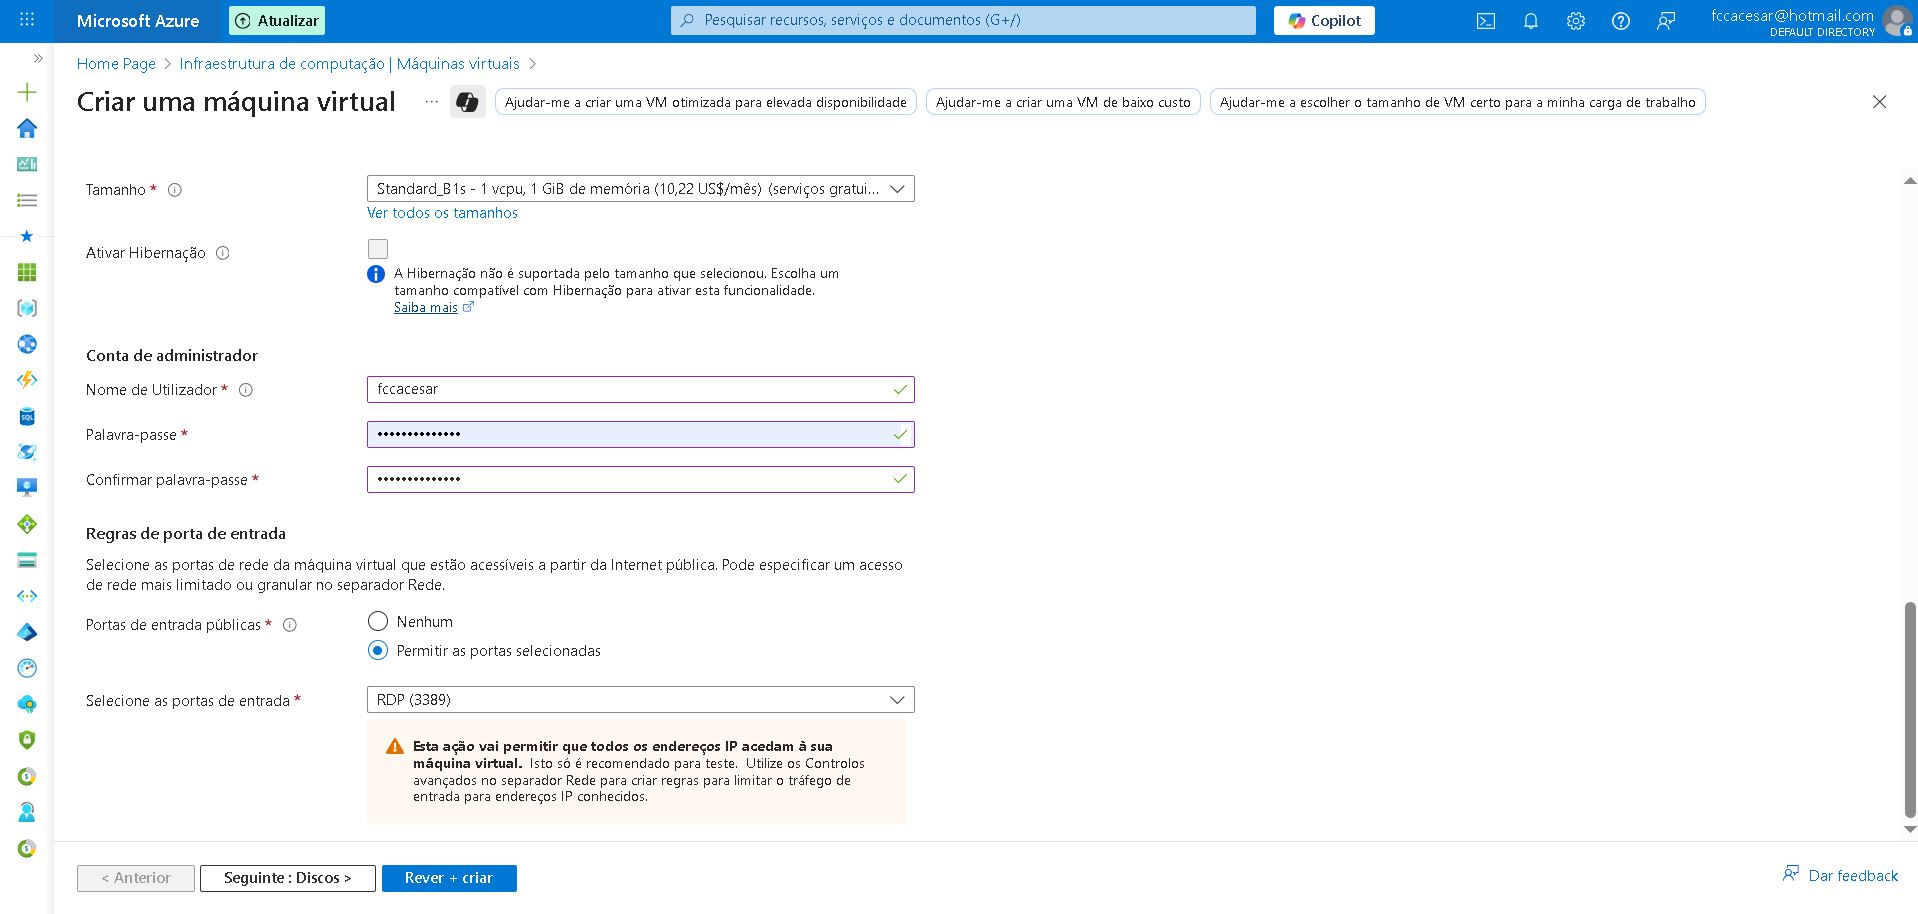 Microsoft Azure
Atualizar
Pesquisar recursos, serviços e documentos (G+/)
Copilot
fccacesar@hotmail.com
DEFAULT DIRECTORY
Home Page > Infraestrutura de computação | Máquinas virtuais >
Criar uma máquina virtual
...
Ajudar-me a criar uma VM otimizada para elevada disponibilidade
Ajudar-me a criar uma VM de baixo custo
Ajudar-me a escolher o tamanho de VM certo para a minha carga de trabalho
Tamanho *
Standard_B1s - 1 vcpu, 1 GiB de memória (10,22 US$/mês) (serviços gratui...
Ver todos os tamanhos
Ativar Hibernação
A Hibernação não é suportada pelo tamanho que selecionou. Escolha um
tamanho compatível com Hibernação para ativar esta funcionalidade.
Saiba mais
Conta de administrador
Nome de Utilizador *
fccacesar
Palavra-passe *
••••••••••••••
Confirmar palavra-passe *
••••••••••••••
Regras de porta de entrada
Selecione as portas de rede da máquina virtual que estão acessíveis a partir da Internet pública. Pode especificar um acesso
de rede mais limitado ou granular no separador Rede.
Portas de entrada públicas *
Nenhum
Permitir as portas selecionadas
Selecione as portas de entrada *
RDP (3389)
Esta ação vai permitir que todos os endereços IP acedam à sua
máquina virtual. Isto só é recomendado para teste. Utilize os Controlos
avançados no separador Rede para criar regras para limitar o tráfego de
entrada para endereços IP conhecidos.
< Anterior
Seguinte : Discos >
Rever + criar
Dar feedback